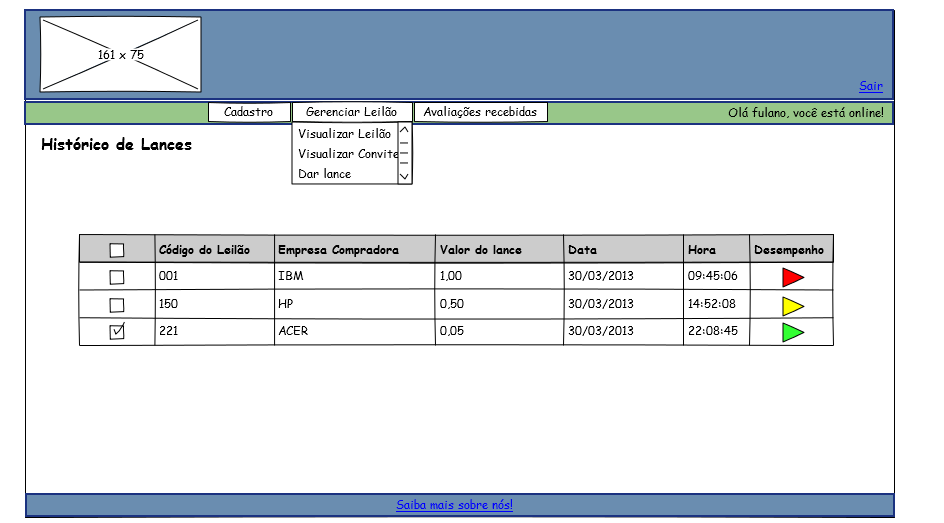 161 x 75
Sair
Cadastro Gerenciar Leilão Avaliações recebidas Olá fulano, você está online!
Visualizar Leilão
Visualizar Convite
Dar lance
Histórico de Lances
Código do Leilão Empresa Compradora Valor do lance Data Hora Desempenho
001 IBM 1,00 30/03/2013 09:45:06
150 HP 0,50 30/03/2013 14:52:08
221 ACER 0,05 30/03/2013 22:08:45
Saiba mais sobre nós!